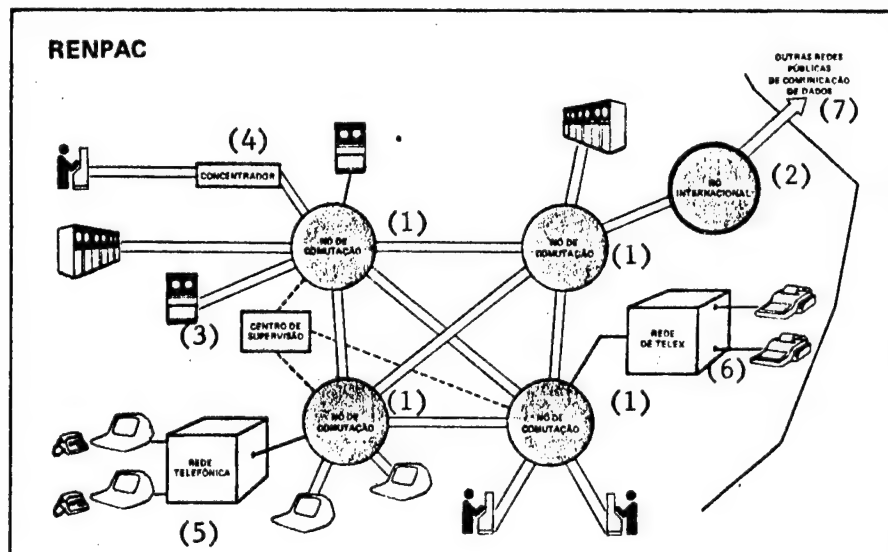 RENPAC
OUTRAS REDES
PÚBLICAS
DE COMUNICAÇÃO
DE DADOS
(7)
(4)
CONCENTRADOR
NÓ
INTERNACIONAL
(2)
(1)
NÓ DE
COMUTAÇÃO
NÓ DE
COMUTAÇÃO
(1)
(3)
CENTRO DE
SUPERVISÃO
REDE
DE TELEX
(6)
(1)
NÓ DE
COMUTAÇÃO
(1)
NÓ DE
COMUTAÇÃO
REDE
TELEFÔNICA
(5)